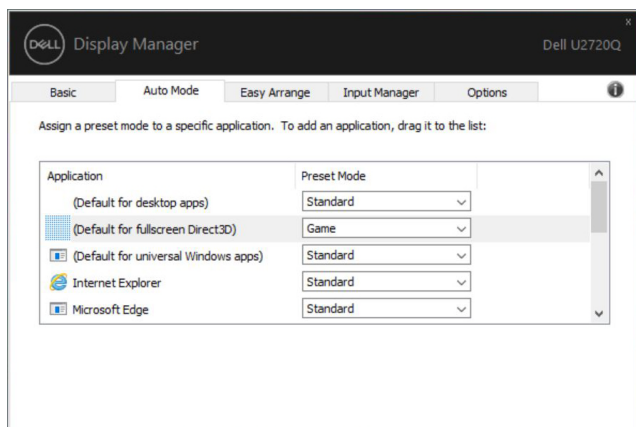 x
DELL Display Manager Dell U2720Q
Basic Auto Mode Easy Arrange Input Manager Options i
Assign a preset mode to a specific application. To add an application, drag it to the list:
Application Preset Mode
(Default for desktop apps) Standard
(Default for fullscreen Direct3D) Game
(Default for universal Windows apps) Standard
Internet Explorer Standard
Microsoft Edge Standard